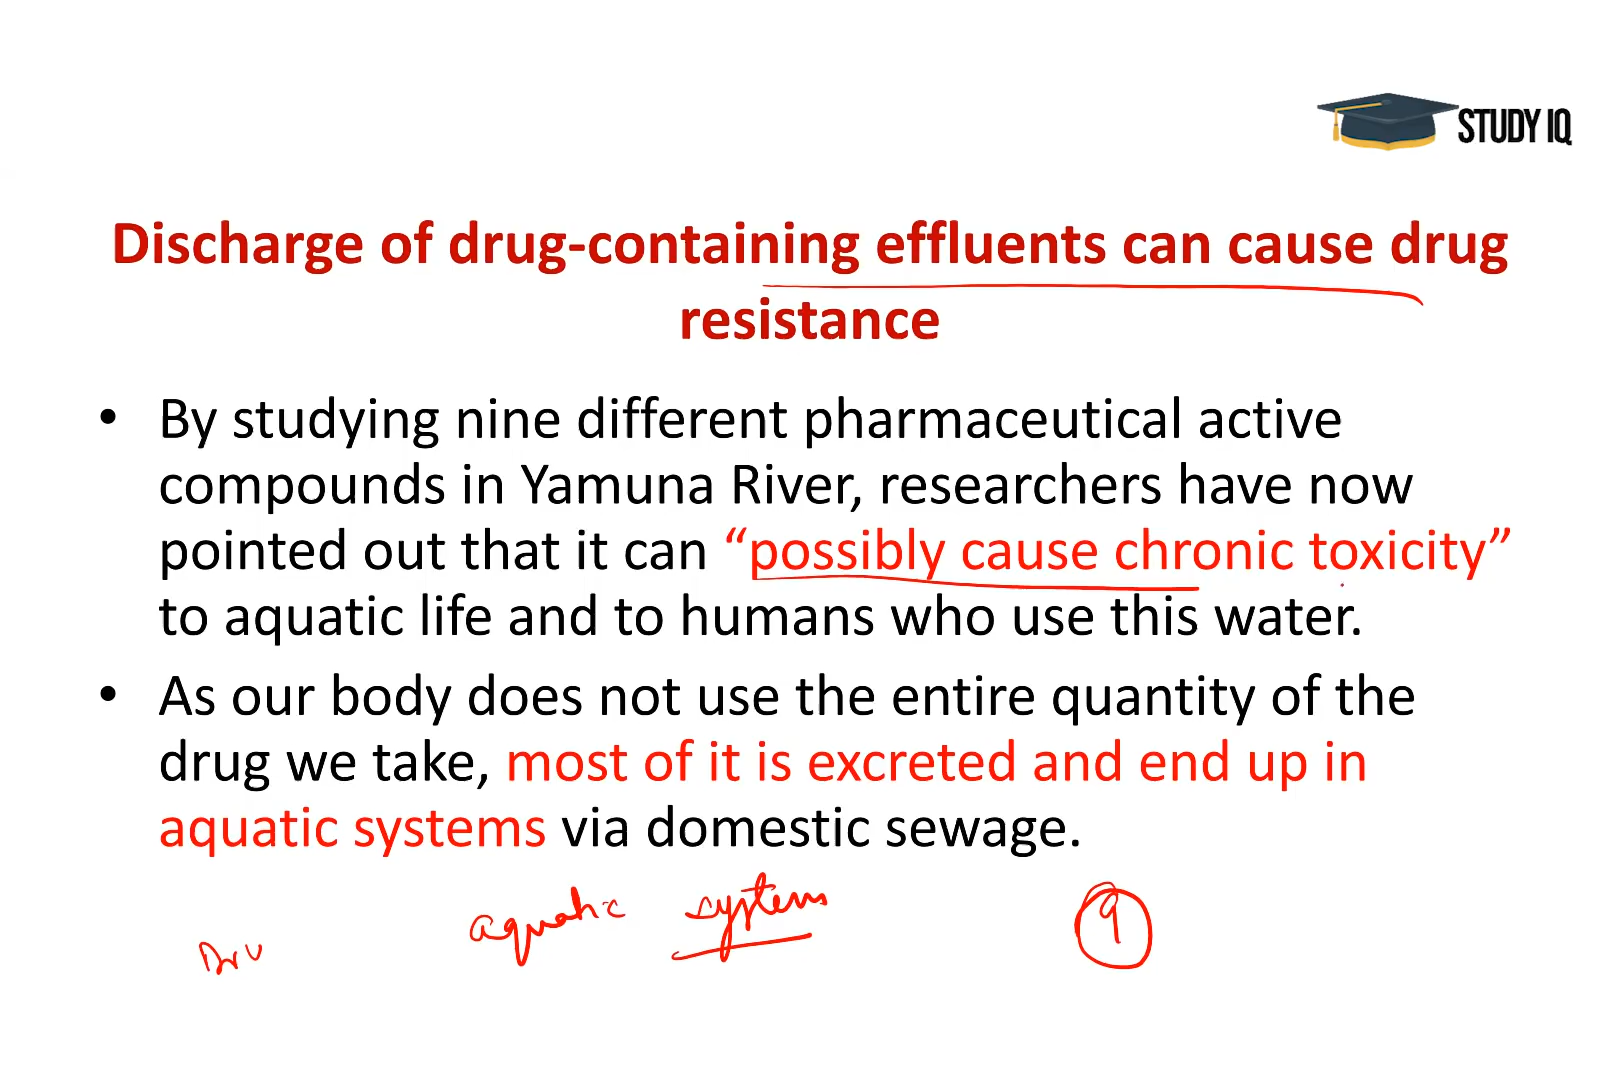 STUDY IQ
Discharge of drug-containing effluents can cause drug
resistance
• By studying nine different pharmaceutical active
compounds in Yamuna River, researchers have now
pointed out that it can “possibly cause chronic toxicity”
to aquatic life and to humans who use this water.
• As our body does not use the entire quantity of the
drug we take, most of it is excreted and end up in
aquatic systems via domestic sewage.
aquatic system 9
Dru